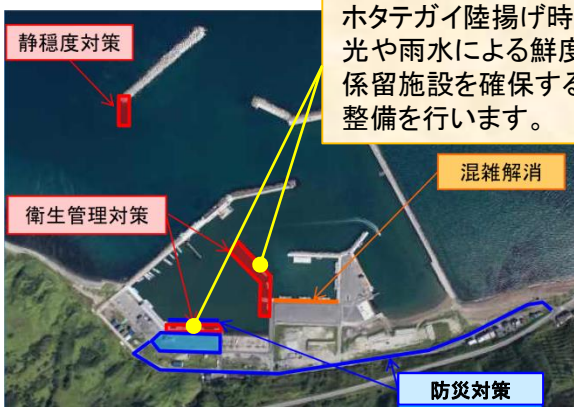 静穏度対策
ホタテガイ陸揚げ時
光や雨水による鮮度
係留施設を確保する
整備を行います。
混雑解消
衛生管理対策
防災対策